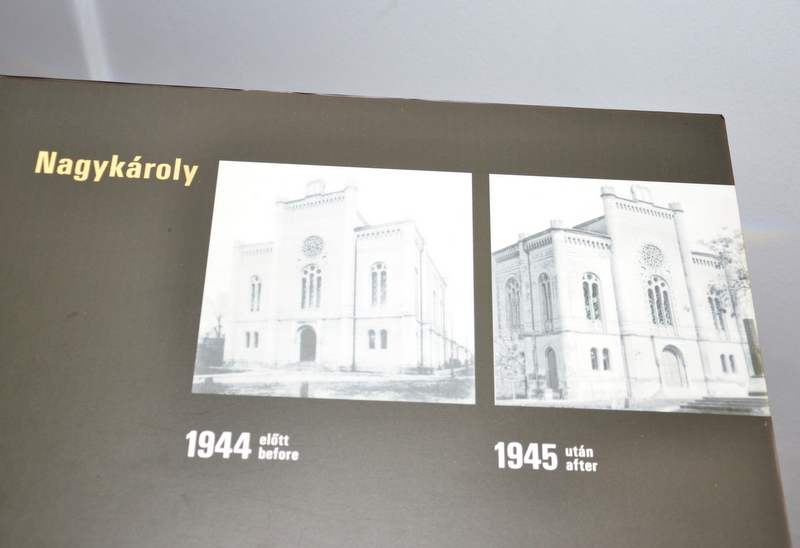 Nagykároly
1944 előtt
before
1945 után
after